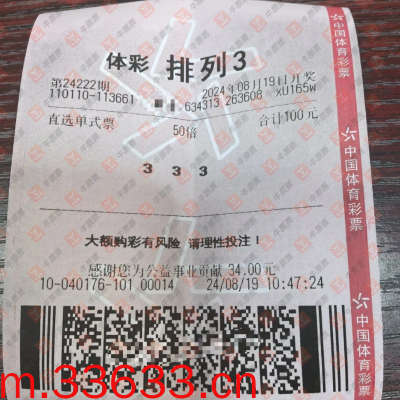 体彩 排列3
第24222期 2024年08月19日开奖
110110-113661 634313 263608 xU165W
直选单式票 50倍 合计100元
3 3 3
大额购彩有风险 请理性投注！
感谢您为公益事业贡献 34.00元
10-040176-101 00014 24/08/19 10:47:24
中国体育彩票
中国体育彩票
中国体育彩票
m.33633.cn